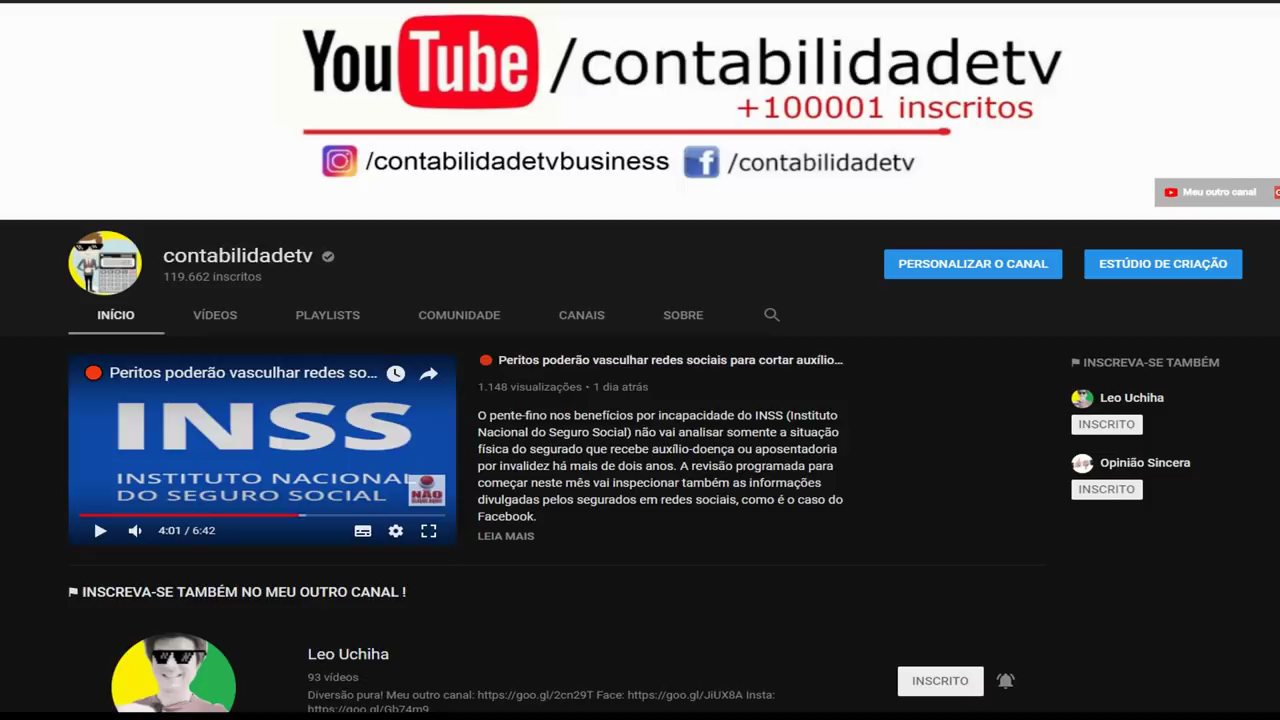 YouTube /contabilidadetv
+100001 inscritos
/contabilidadetvbusiness /contabilidadetv
Meu outro canal
contabilidadetv
119.662 inscritos
PERSONALIZAR O CANAL
ESTÚDIO DE CRIAÇÃO
INÍCIO VÍDEOS PLAYLISTS COMUNIDADE CANAIS SOBRE
Peritos poderão vasculhar redes so...
INSS
INSTITUTO NACIONAL
DO SEGURO SOCIAL
NÃO
4:01 / 6:42
Peritos poderão vasculhar redes sociais para cortar auxílio...
1.148 visualizações • 1 dia atrás
O pente-fino nos benefícios por incapacidade do INSS (Instituto
Nacional do Seguro Social) não vai analisar somente a situação
física do segurado que recebe auxílio-doença ou aposentadoria
por invalidez há mais de dois anos. A revisão programada para
começar neste mês vai inspecionar também as informações
divulgadas pelos segurados em redes sociais, como é o caso do
Facebook.
LEIA MAIS
INSCREVA-SE TAMBÉM
Leo Uchiha
INSCRITO
Opinião Sincera
INSCRITO
INSCREVA-SE TAMBÉM NO MEU OUTRO CANAL !
Leo Uchiha
93 vídeos
Diversão pura! Meu outro canal: https://goo.gl/2cn29T Face: https://goo.gl/JiUX8A Insta:
https://goo.gl/Gb74m9
INSCRITO